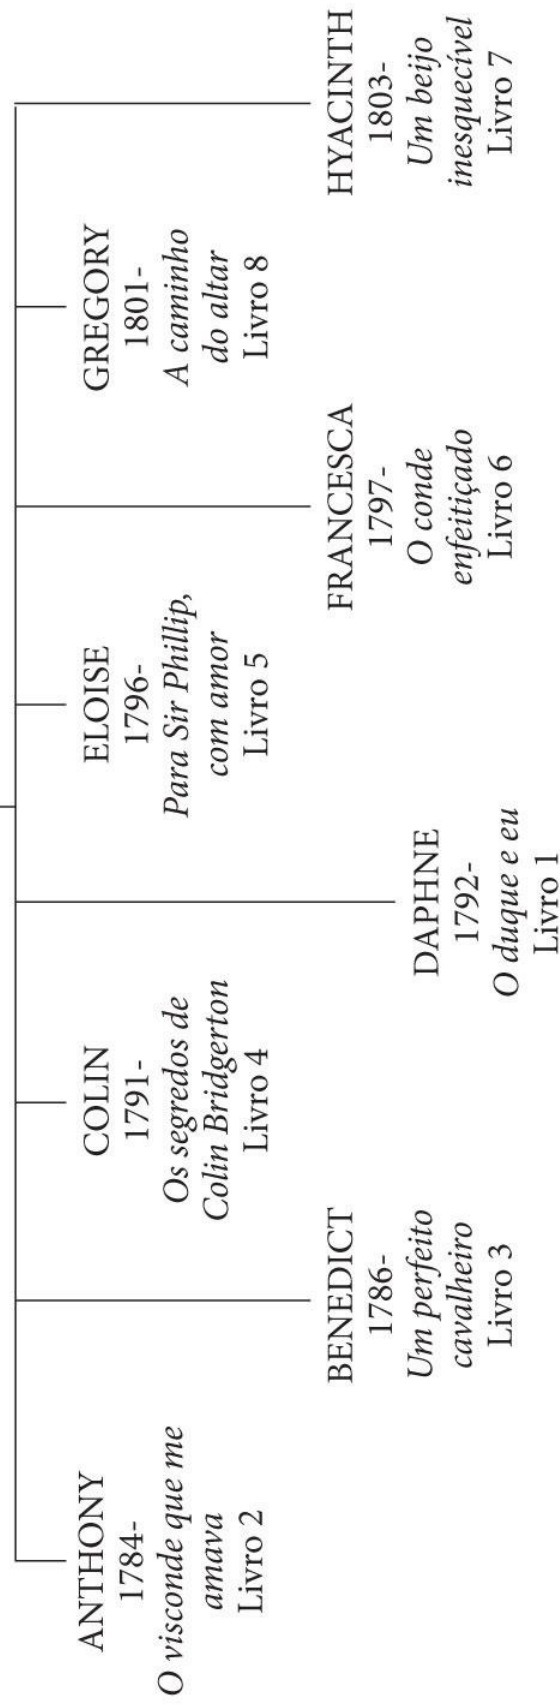 ANTHONY
1784-
O visconde que me
amava
Livro 2
BENEDICT
1786-
Um perfeito
cavalheiro
Livro 3
COLIN
1791-
Os segredos de
Colin Bridgerton
Livro 4
DAPHNE
1792-
O duque e eu
Livro 1
ELOISE
1796-
Para Sir Phillip,
com amor
Livro 5
FRANCESCA
1797-
O conde
enfeitiçado
Livro 6
GREGORY
1801-
A caminho
do altar
Livro 8
HYACINTH
1803-
Um beijo
inesquecível
Livro 7